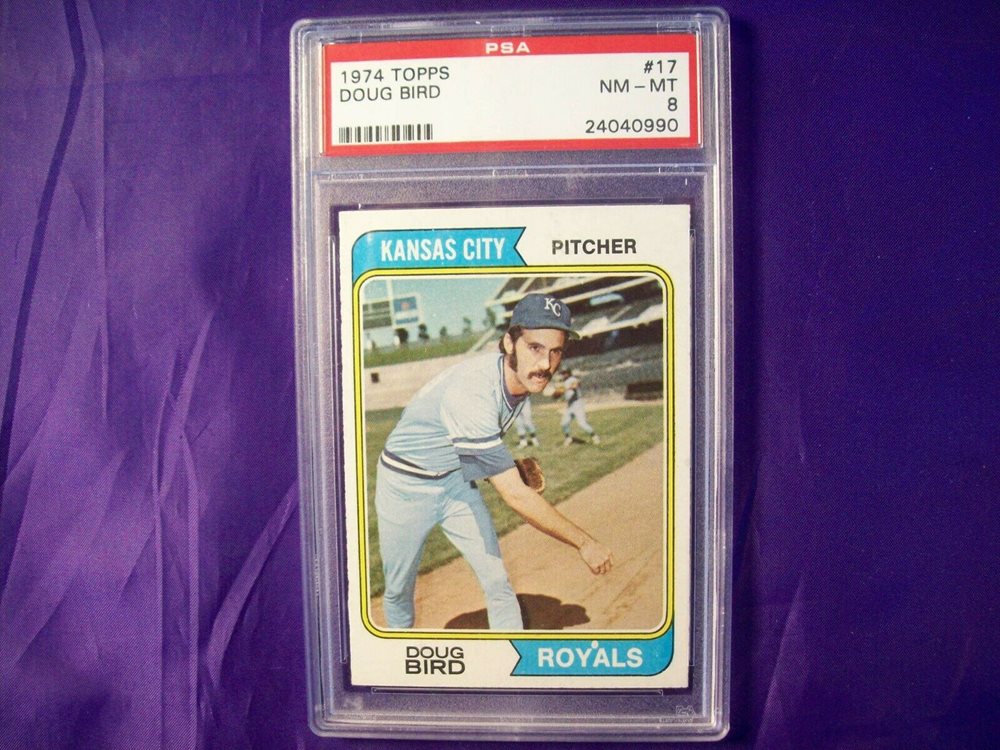 PSA
1974 TOPPS #17
DOUG BIRD NM - MT
8
24040990
KANSAS CITY PITCHER
KC
DOUG
BIRD
ROYALS